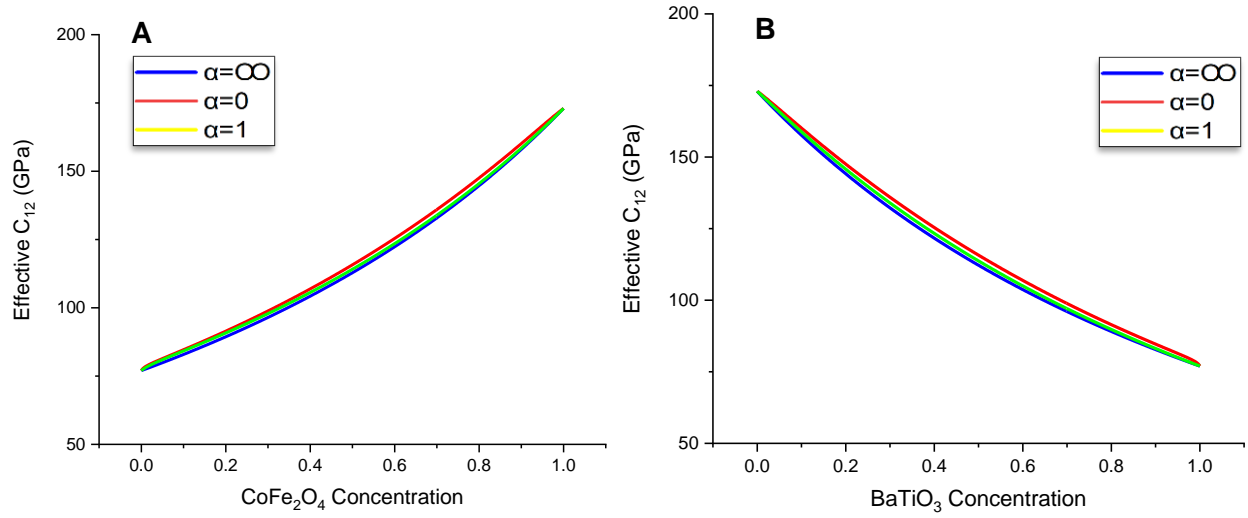 A
α=∞
α=0
α=1
Effective C₁₂ (GPa)
200
150
100
50
0.0 0.2 0.4 0.6 0.8 1.0
CoFe₂O₄ Concentration
B
α=∞
α=0
α=1
Effective C₁₂ (GPa)
200
150
100
50
0.0 0.2 0.4 0.6 0.8 1.0
BaTiO₃ Concentration